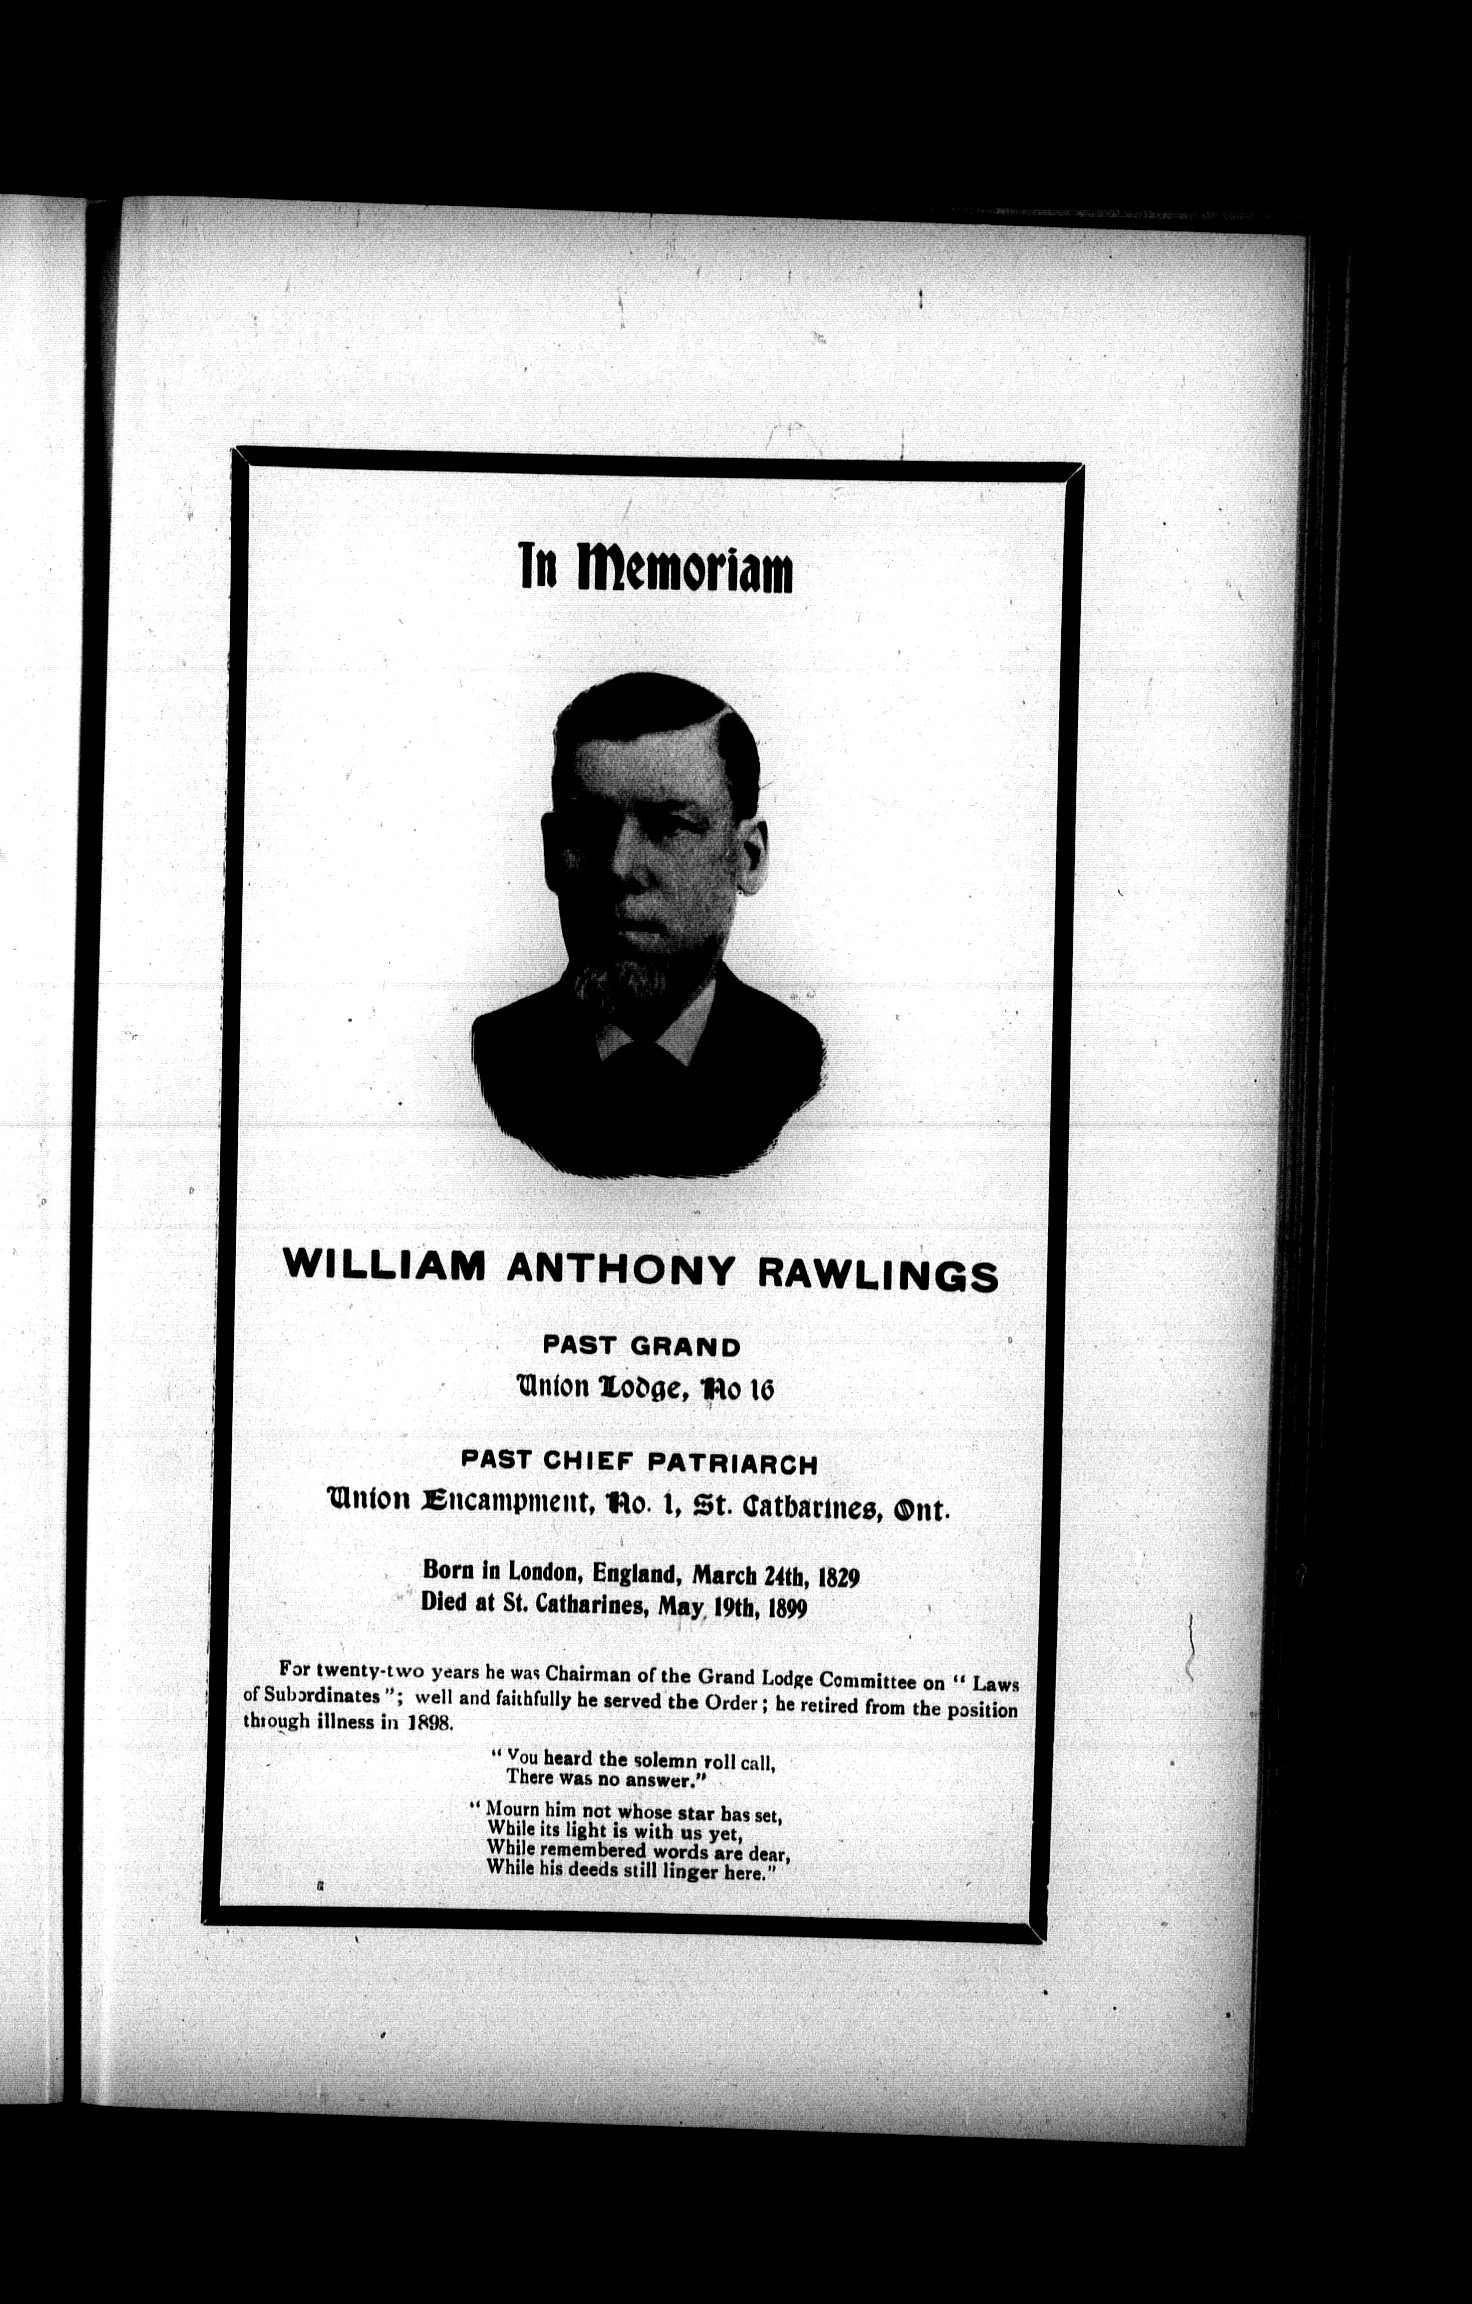 In Memoriam
WILLIAM ANTHONY RAWLINGS
PAST GRAND
Union Lodge, No 16
PAST CHIEF PATRIARCH
Union Encampment, No. 1, St. Catharines, Ont.
Born in London, England, March 24th, 1829
Died at St. Catharines, May 19th, 1899
For twenty-two years he was Chairman of the Grand Lodge Committee on “ Laws
of Subordinates ”; well and faithfully he served the Order ; he retired from the position
through illness in 1898.
“ You heard the solemn roll call,
There was no answer.”
“ Mourn him not whose star has set,
While its light is with us yet,
While remembered words are dear,
While his deeds still linger here.”